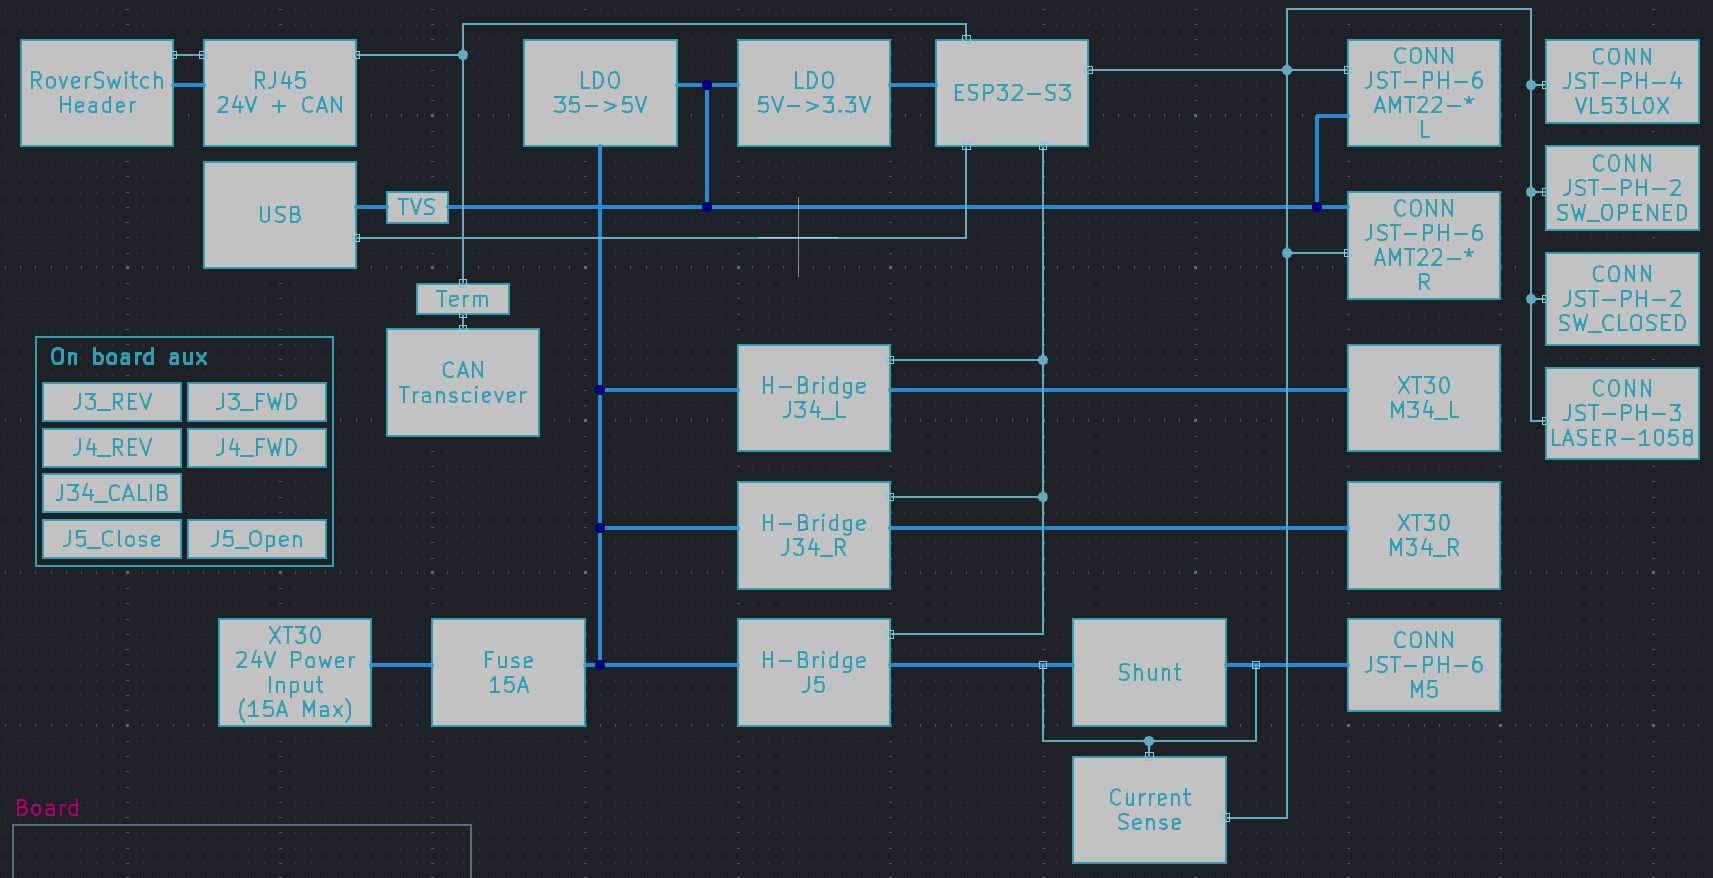 RoverSwitch
Header
RJ45
24V + CAN
LDO
35->5V
LDO
5V->3.3V
ESP32-S3
CONN
JST-PH-6
AMT22-*
L
CONN
JST-PH-4
VL53L0X
USB
TVS
CONN
JST-PH-6
AMT22-*
R
CONN
JST-PH-2
SW_OPENED
CONN
JST-PH-2
SW_CLOSED
Term
CAN
Transciever
On board aux
J3_REV
J3_FWD
J4_REV
J4_FWD
J34_CALIB
J5_Close
J5_Open
H-Bridge
J34_L
XT30
M34_L
CONN
JST-PH-3
LASER-1058
H-Bridge
J34_R
XT30
M34_R
XT30
24V Power
Input
(15A Max)
Fuse
15A
H-Bridge
J5
Shunt
CONN
JST-PH-6
M5
Current
Sense
Board